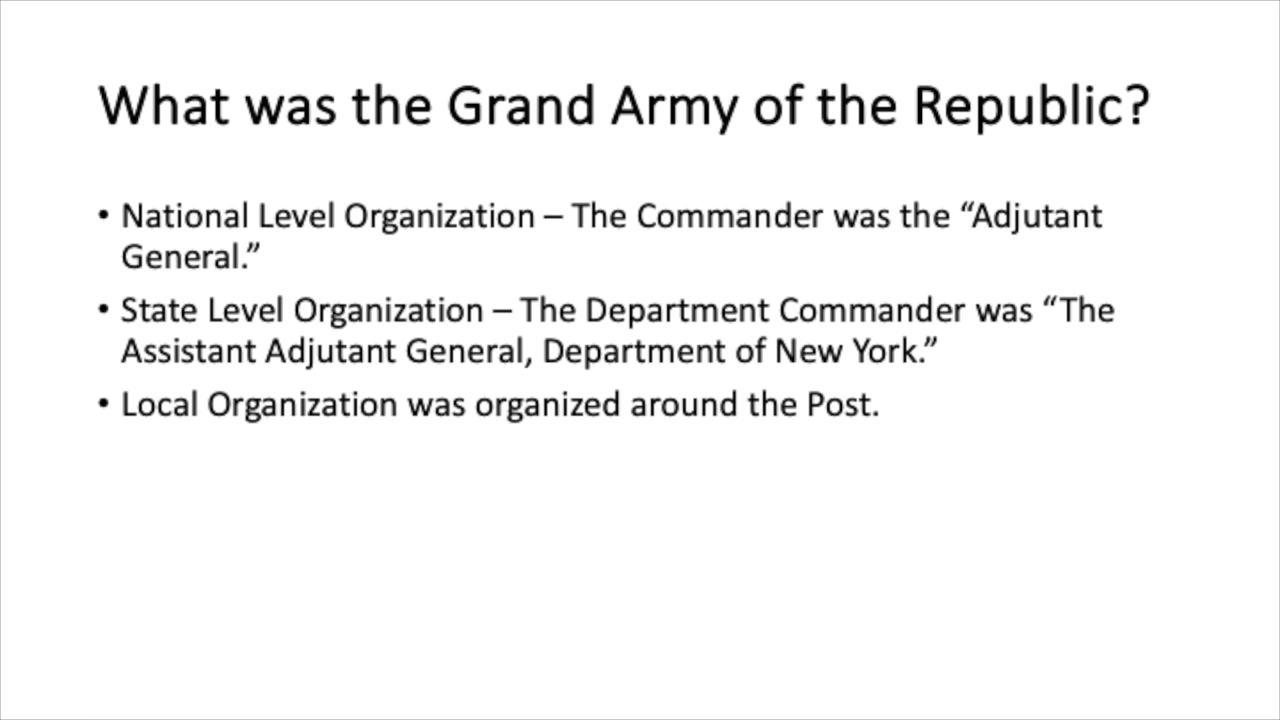 What was the Grand Army of the Republic?
• National Level Organization – The Commander was the “Adjutant
General.”
• State Level Organization – The Department Commander was “The
Assistant Adjutant General, Department of New York.”
• Local Organization was organized around the Post.